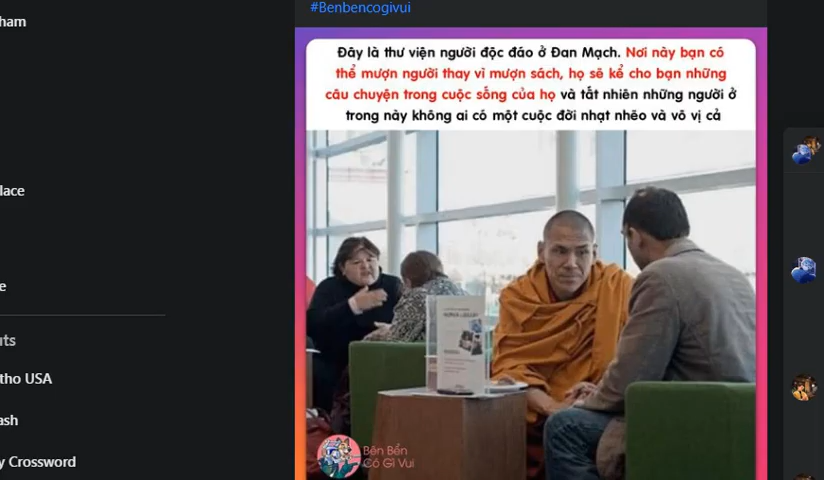 #Benbencogivui
ham
Đây là thư viện người độc đáo ở Đan Mạch. Nơi này bạn có
thể mượn người thay vì mượn sách, họ sẽ kể cho bạn những
câu chuyện trong cuộc sống của họ và tất nhiên những người ở
trong này không ai có một cuộc đời nhạt nhẽo và vô vị cả
lace
e
uts
tho USA
ash
y Crossword
Bên Bển
Có Gì Vui